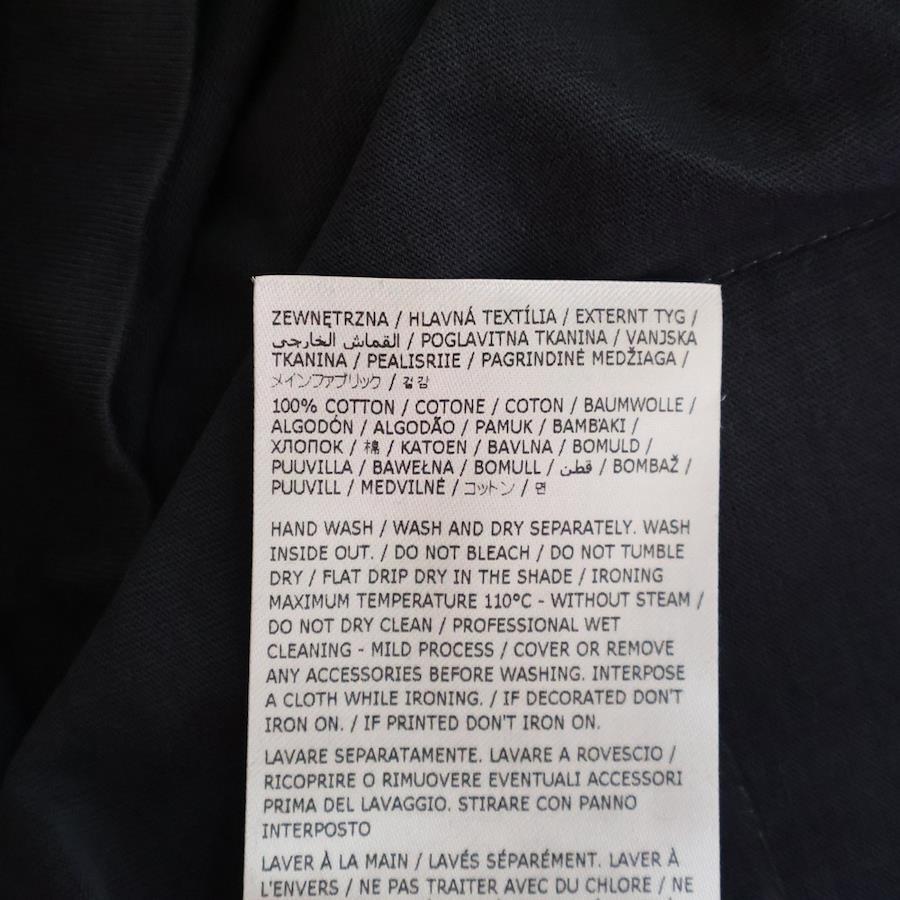 ZEWNĘTRZNA / HLAVNÁ TEXTÍLIA / EXTERNT TYG /
القماش الخارجي / POGLAVITNA TKANINA / VANJSKA
TKANINA / PEALISRIIE / PAGRINDINĖ MEDŽIAGA /
メインファブリック / 겉감
100% COTTON / COTONE / COTON / BAUMWOLLE /
ALGODÓN / ALGODÃO / PAMUK / BAMBAKI /
ХЛОПОК / 棉 / KATOEN / BAVLNA / BOMULD /
PUUVILLA / BAWEŁNA / BOMULL / قطن / BOMBAŽ /
PUUVILL / MEDVILNĖ / コットン / 면
HAND WASH / WASH AND DRY SEPARATELY. WASH
INSIDE OUT. / DO NOT BLEACH / DO NOT TUMBLE
DRY / FLAT DRIP DRY IN THE SHADE / IRONING
MAXIMUM TEMPERATURE 110°C - WITHOUT STEAM /
DO NOT DRY CLEAN / PROFESSIONAL WET
CLEANING - MILD PROCESS / COVER OR REMOVE
ANY ACCESSORIES BEFORE WASHING. INTERPOSE
A CLOTH WHILE IRONING. / IF DECORATED DON'T
IRON ON. / IF PRINTED DON'T IRON ON.
LAVARE SEPARATAMENTE. LAVARE A ROVESCIO /
RICOPRIRE O RIMUOVERE EVENTUALI ACCESSORI
PRIMA DEL LAVAGGIO. STIRARE CON PANNO
INTERPOSTO
LAVER À LA MAIN / LAVÉS SÉPARÉMENT. LAVER À
L'ENVERS / NE PAS TRAITER AVEC DU CHLORE / NE